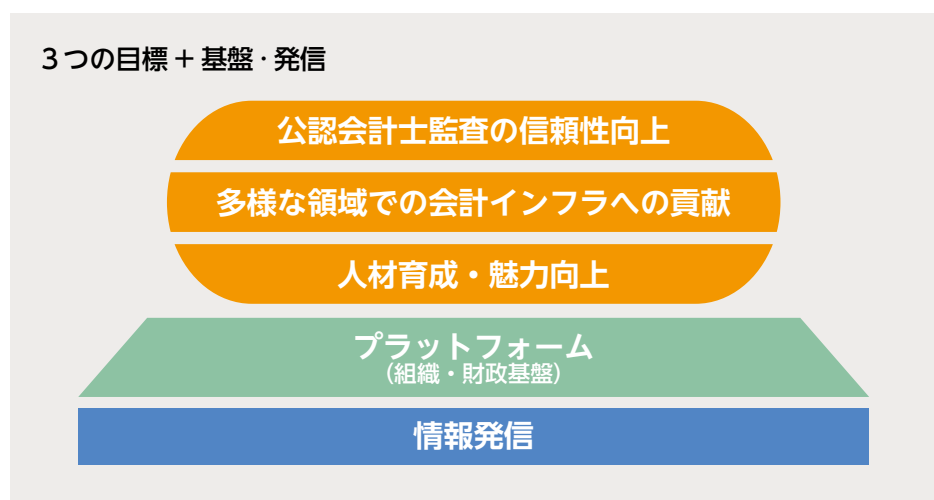 3つの目標＋基盤・発信
公認会計士監査の信頼性向上
多様な領域での会計インフラへの貢献
人材育成・魅力向上
プラットフォーム
（組織・財政基盤）
情報発信